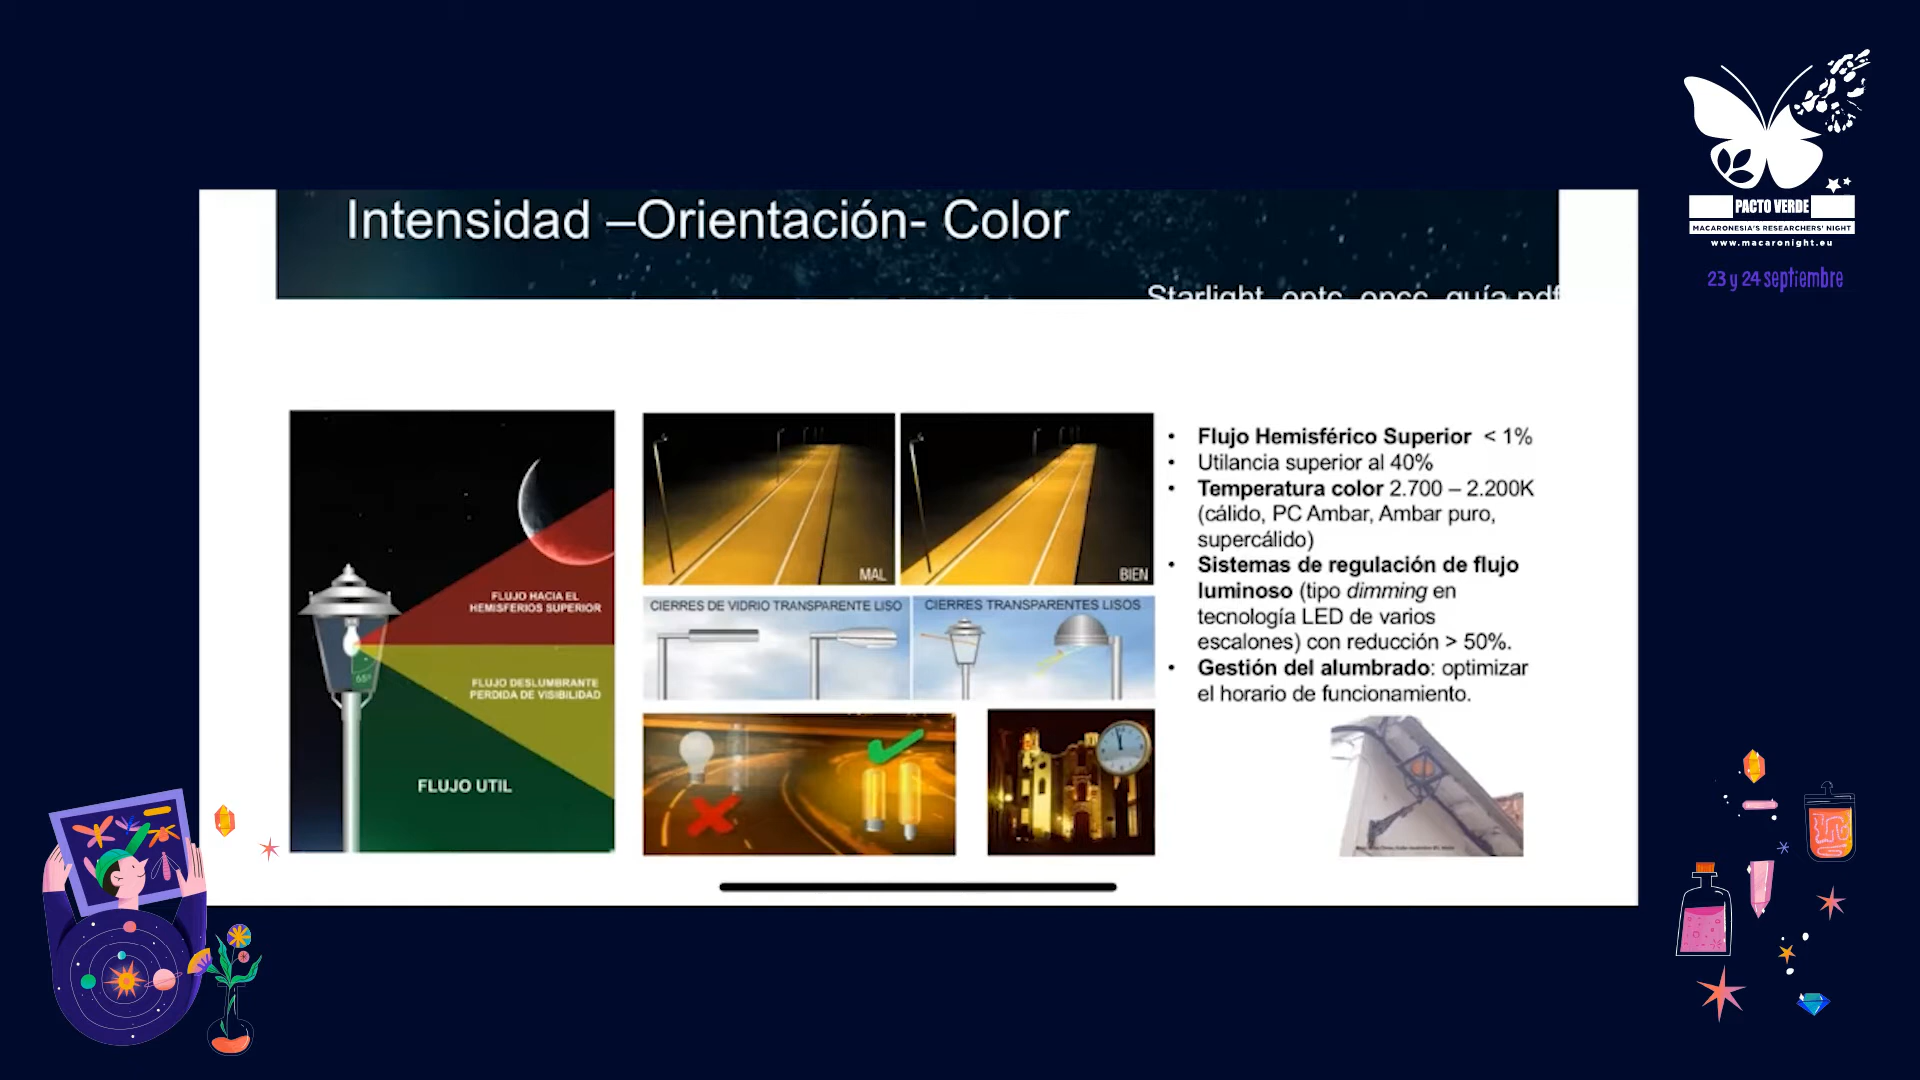 Intensidad –Orientación- Color
Starlight_optc_opcc_guía.pdf
FLUJO HACIA EL
HEMISFERIOS SUPERIOR
FLUJO DESLUMBRANTE
PERDIDA DE VISIBILIDAD
65º
FLUJO UTIL
MAL
BIEN
CIERRES DE VIDRIO TRANSPARENTE LISO
CIERRES TRANSPARENTES LISOS
• Flujo Hemisférico Superior < 1%
• Utilancia superior al 40%
• Temperatura color 2.700 – 2.200K
(cálido, PC Ambar, Ambar puro,
supercálido)
• Sistemas de regulación de flujo
luminoso (tipo dimming en
tecnología LED de varios
escalones) con reducción > 50%.
• Gestión del alumbrado: optimizar
el horario de funcionamiento.
PACTO VERDE
MACARONESIA'S RESEARCHERS' NIGHT
www.macaronight.eu
23 y 24 septiembre